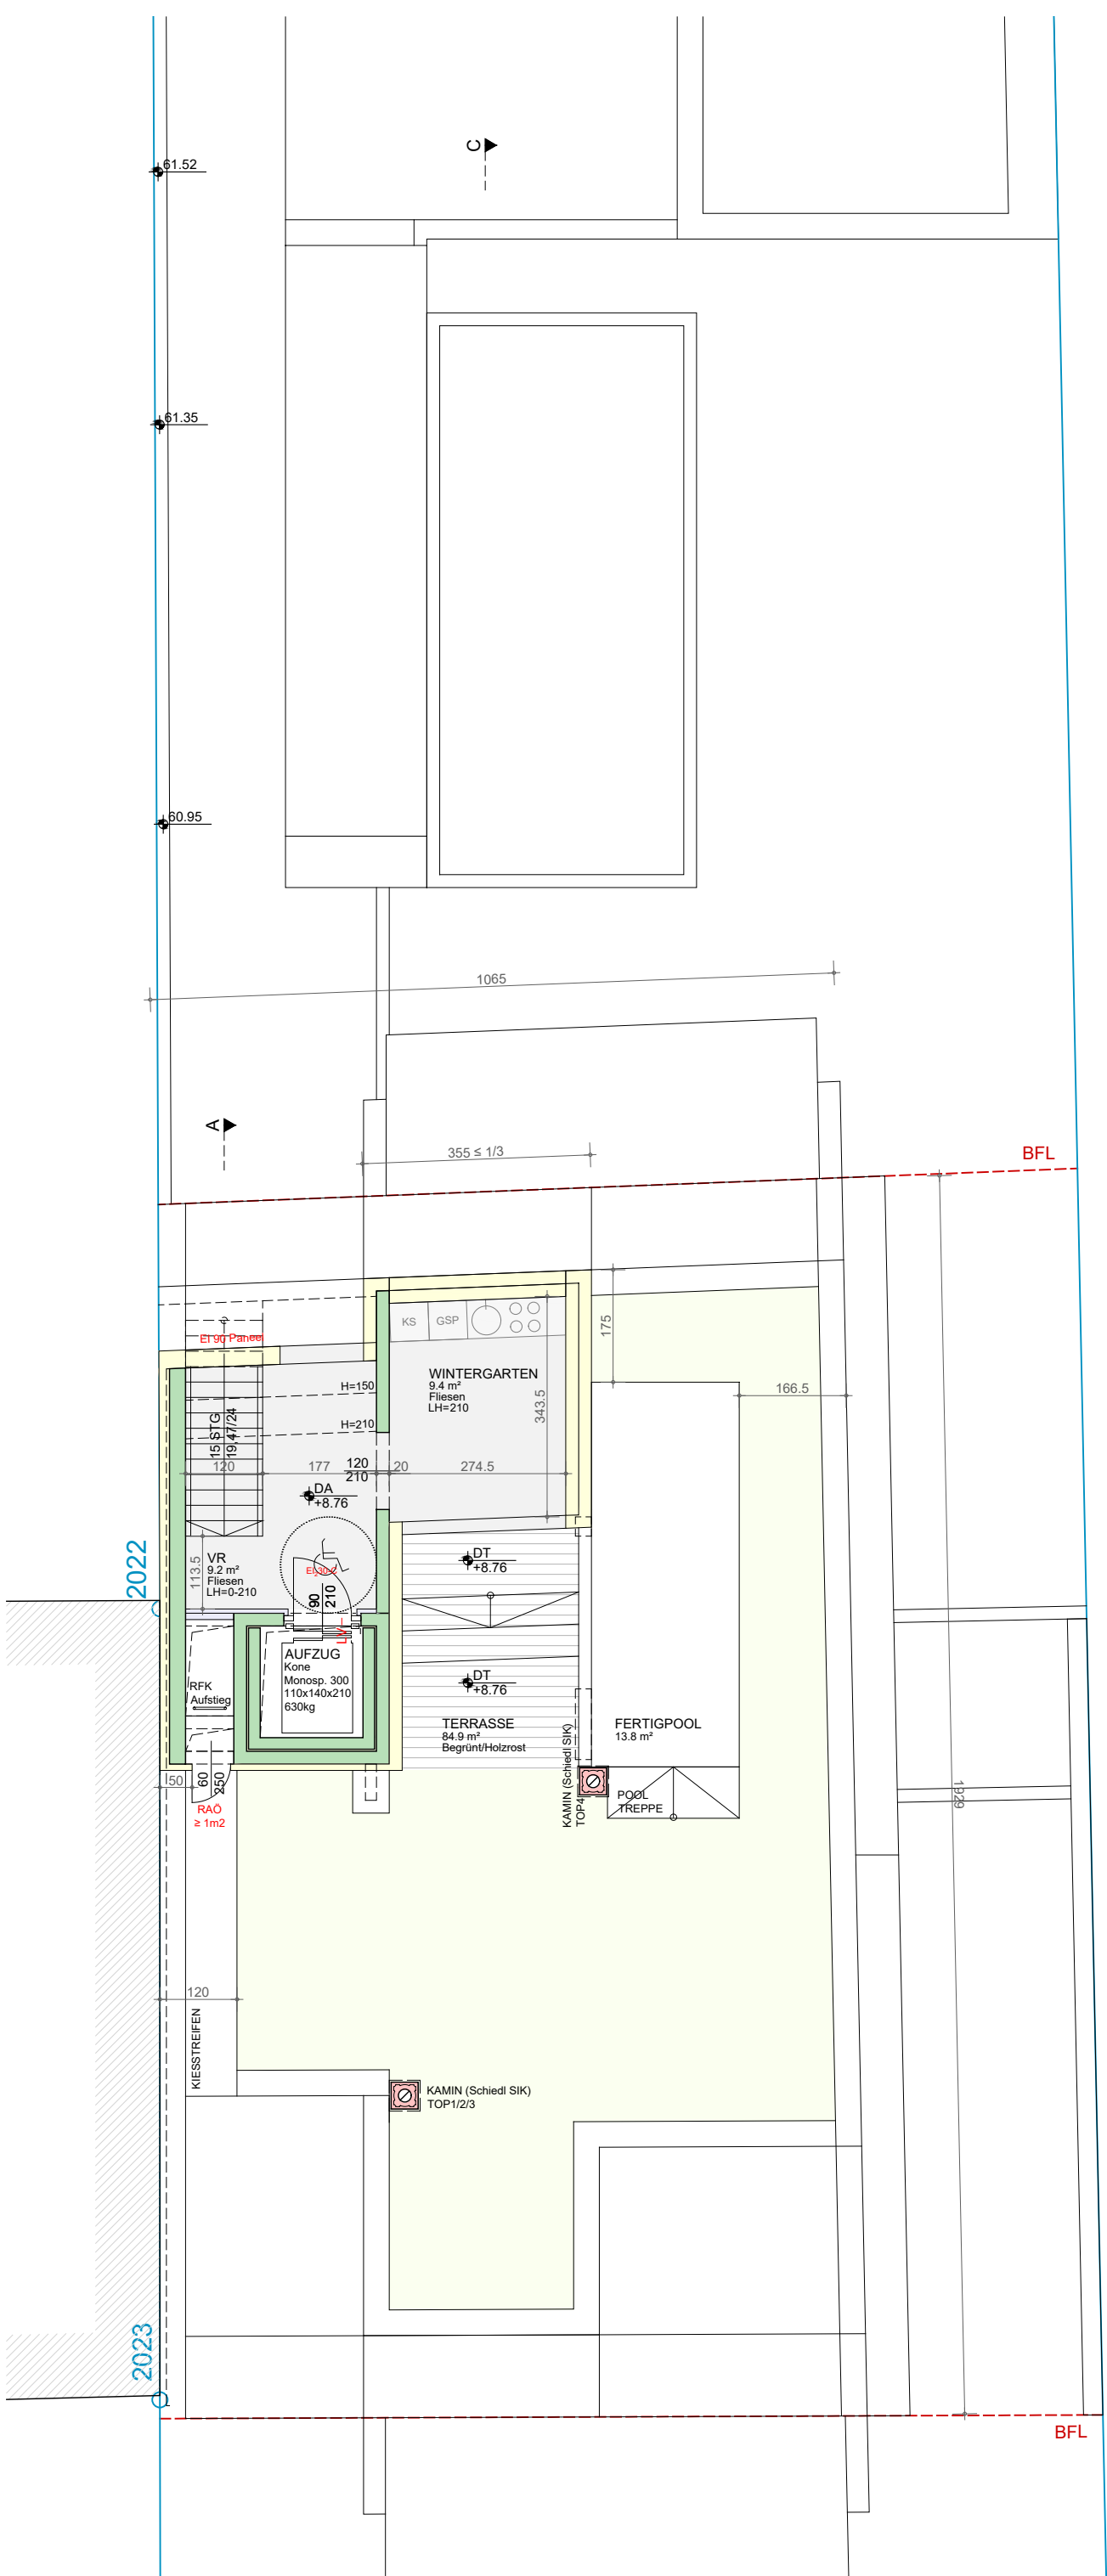 C
61.52
61.35
60.95
1065
A
355 ≤ 1/3
BFL
EI 90 Paneel
KS
GSP
175
WINTERGARTEN
9.4 m²
Fliesen
LH=210
H=150
H=210
343.5
166.5
15 STG
19,47/24
120
177
120
210
20
274.5
DA
+8.76
2022
113.5
VR
9.2 m²
Fliesen
LH=0-210
EI₂30-C
90
210
DT
+8.76
AUFZUG
Kone
Monosp. 300
110x140x210
630kg
RFK
Aufstieg
DT
+8.76
TERRASSE
84.9 m²
Begrünt/Holzrost
FERTIGPOOL
13.8 m²
KAMIN (Schiedl SIK)
TOP4
POOL
TREPPE
50
60
250
RAÖ
≥ 1m2
1929
120
KIESSTREIFEN
KAMIN (Schiedl SIK)
TOP1/2/3
2023
BFL